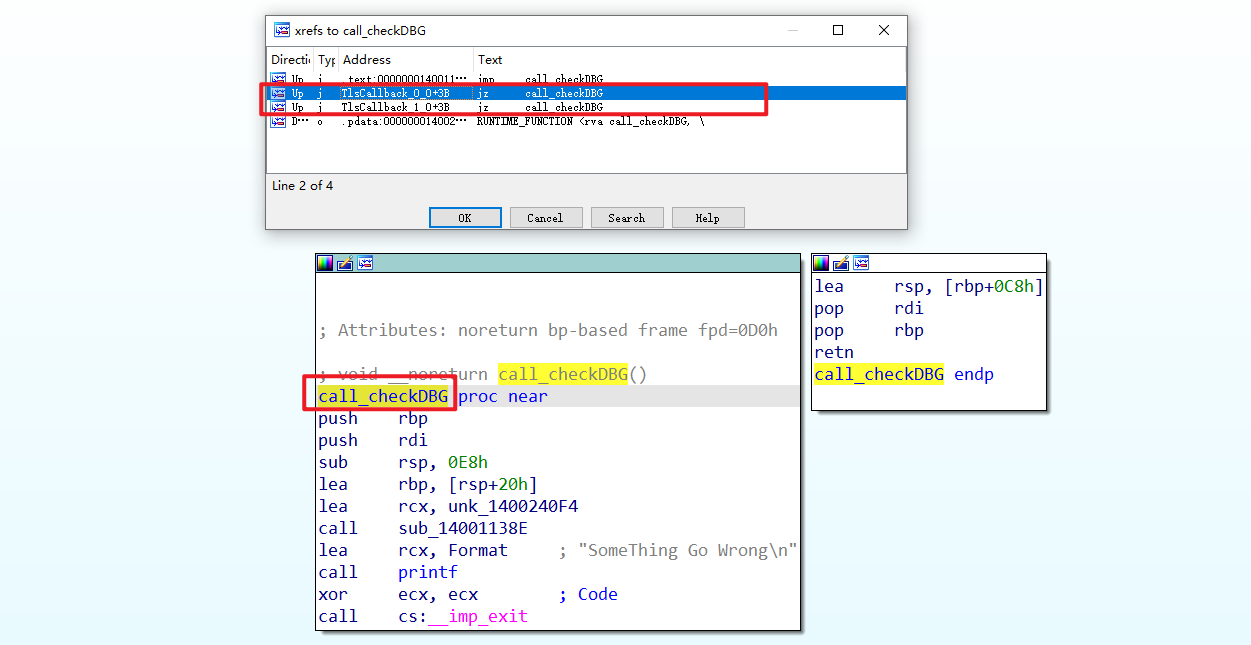 xrefs to call_checkDBG
Directic Typ Address Text
Up j .text:0000000140011··· jmp call_checkDBG
Up j TlsCallback_0_0+3B jz call_checkDBG
Up j TlsCallback_1_0+3B jz call_checkDBG
D··· o .pdata:000000014002··· RUNTIME_FUNCTION <rva call_checkDBG, \
Line 2 of 4
OK Cancel Search Help
; Attributes: noreturn bp-based frame fpd=0D0h
; void __noreturn call_checkDBG()
call_checkDBG proc near
push rbp
push rdi
sub rsp, 0E8h
lea rbp, [rsp+20h]
lea rcx, unk_1400240F4
call sub_14001138E
lea rcx, Format ; "SomeThing Go Wrong\n"
call printf
xor ecx, ecx ; Code
call cs:__imp_exit
lea rsp, [rbp+0C8h]
pop rdi
pop rbp
retn
call_checkDBG endp